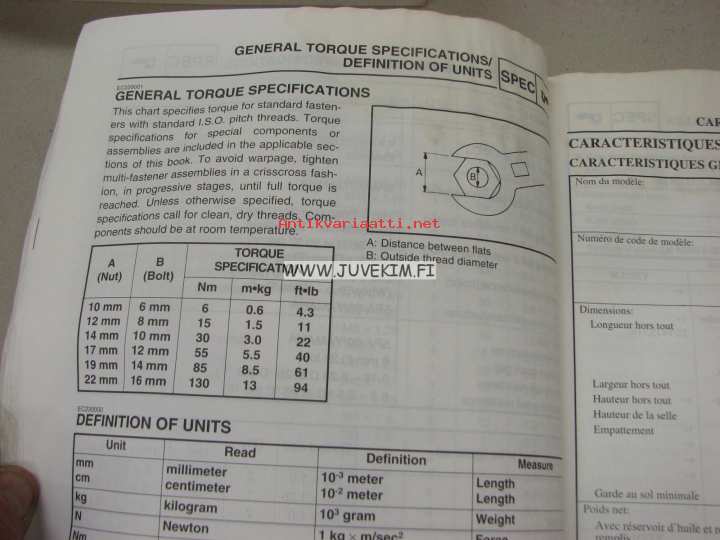 GENERAL TORQUE SPECIFICATIONS/
DEFINITION OF UNITS
SPEC
EC200001
GENERAL TORQUE SPECIFICATIONS
This chart specifies torque for standard fasten-
ers with standard I.S.O. pitch threads. Torque
specifications for special components or
assemblies are included in the applicable sec-
tions of this book. To avoid warpage, tighten
multi-fastener assemblies in a crisscross fash-
ion, in progressive stages, until full torque is
reached. Unless otherwise specified, torque
specifications call for clean, dry threads. Com-
ponents should be at room temperature.
Antikvariaatti.net
A
B
A: Distance between flats
B: Outside thread diameter
WWW.JUVEKIM.FI
A (Nut) B (Bolt) TORQUE SPECIFICATI
Nm m•kg ft•lb
10 mm 6 mm 6 0.6 4.3
12 mm 8 mm 15 1.5 11
14 mm 10 mm 30 3.0 22
17 mm 12 mm 55 5.5 40
19 mm 14 mm 85 8.5 61
22 mm 16 mm 130 13 94
DEFINITION OF UNITS
Unit Read Definition Measure
mm millimeter 10-3 meter Length
cm centimeter 10-2 meter Length
kg kilogram 103 gram Weight
N Newton 1 kg × m/sec2 Force
Nm
CAR
CARACTERISTIQUES
CARACTERISTIQUES GE
Nom du modèle:
Numéro de code de modèle:
Dimensions:
Longueur hors tout
Largeur hors tout
Hauteur hors tout
Hauteur de la selle
Empattement
Garde au sol minimale
Poids net:
Avec réservoir d'huile et r
remplis